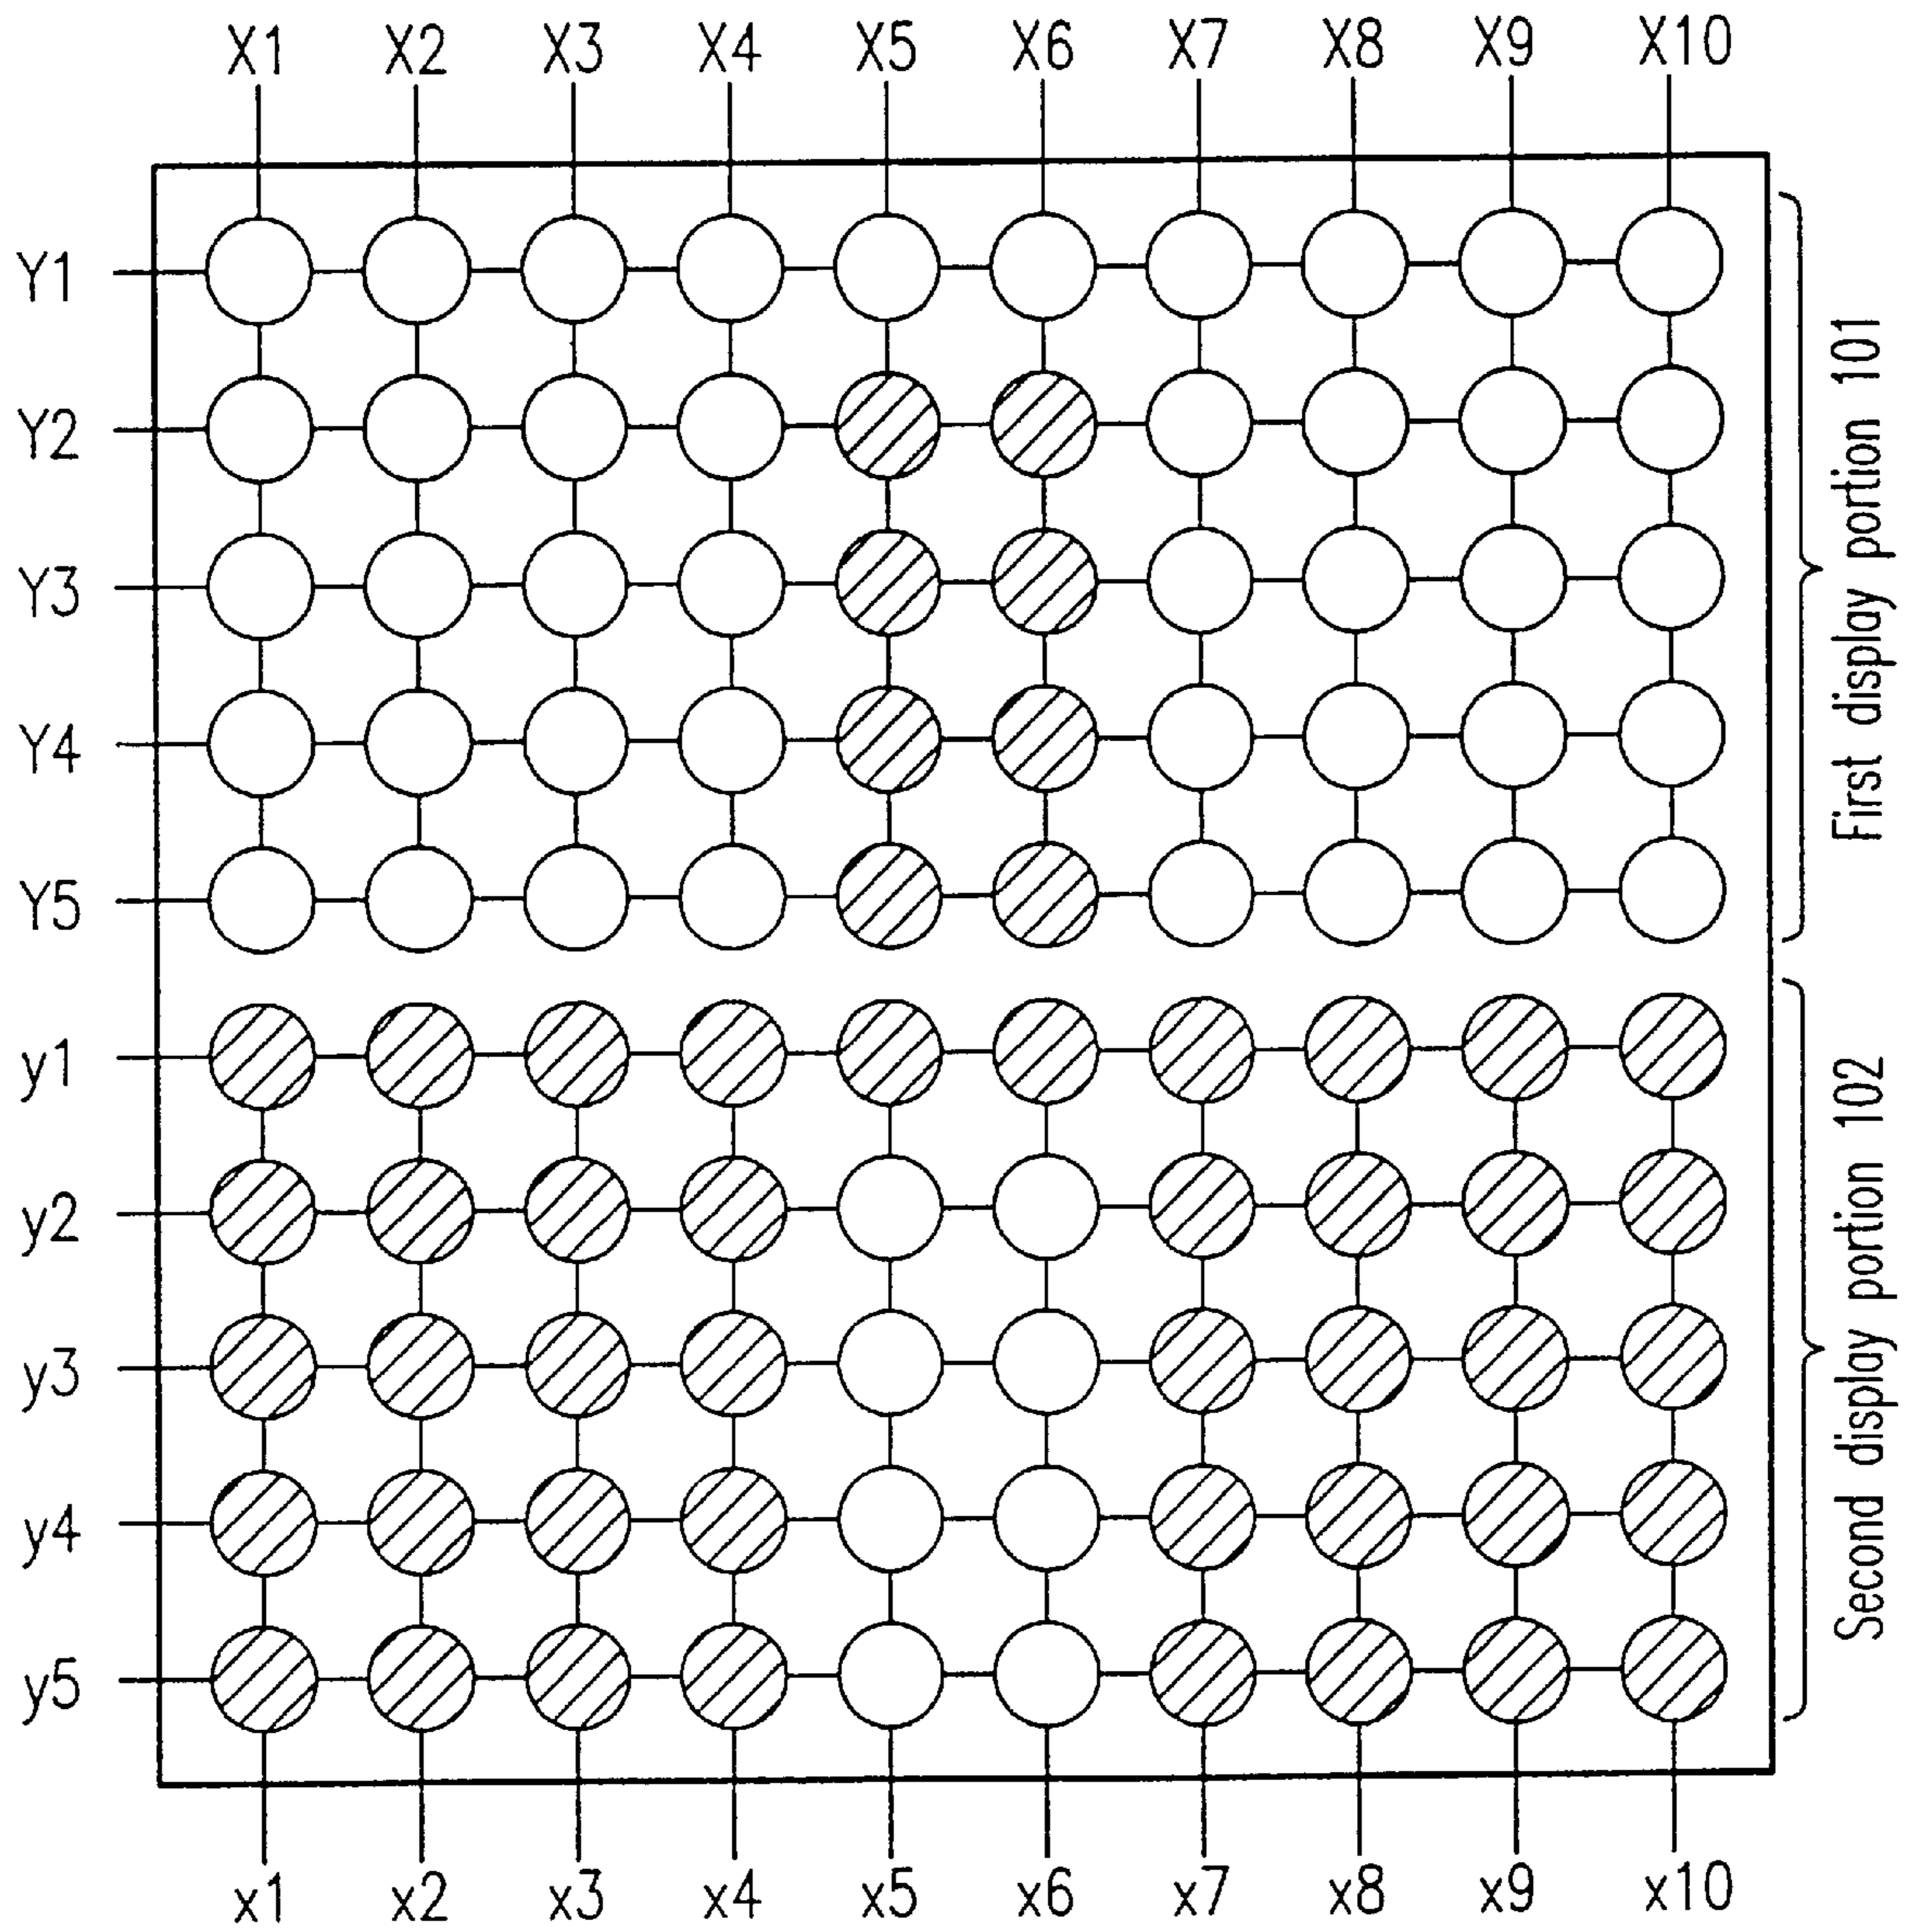 X1 X2 X3 X4 X5 X6 X7 X8 X9 X10
Y1
Y2
Y3
Y4
Y5
First display portion 101
y1
y2
y3
y4
y5
Second display portion 102
x1 x2 x3 x4 x5 x6 x7 x8 x9 x10